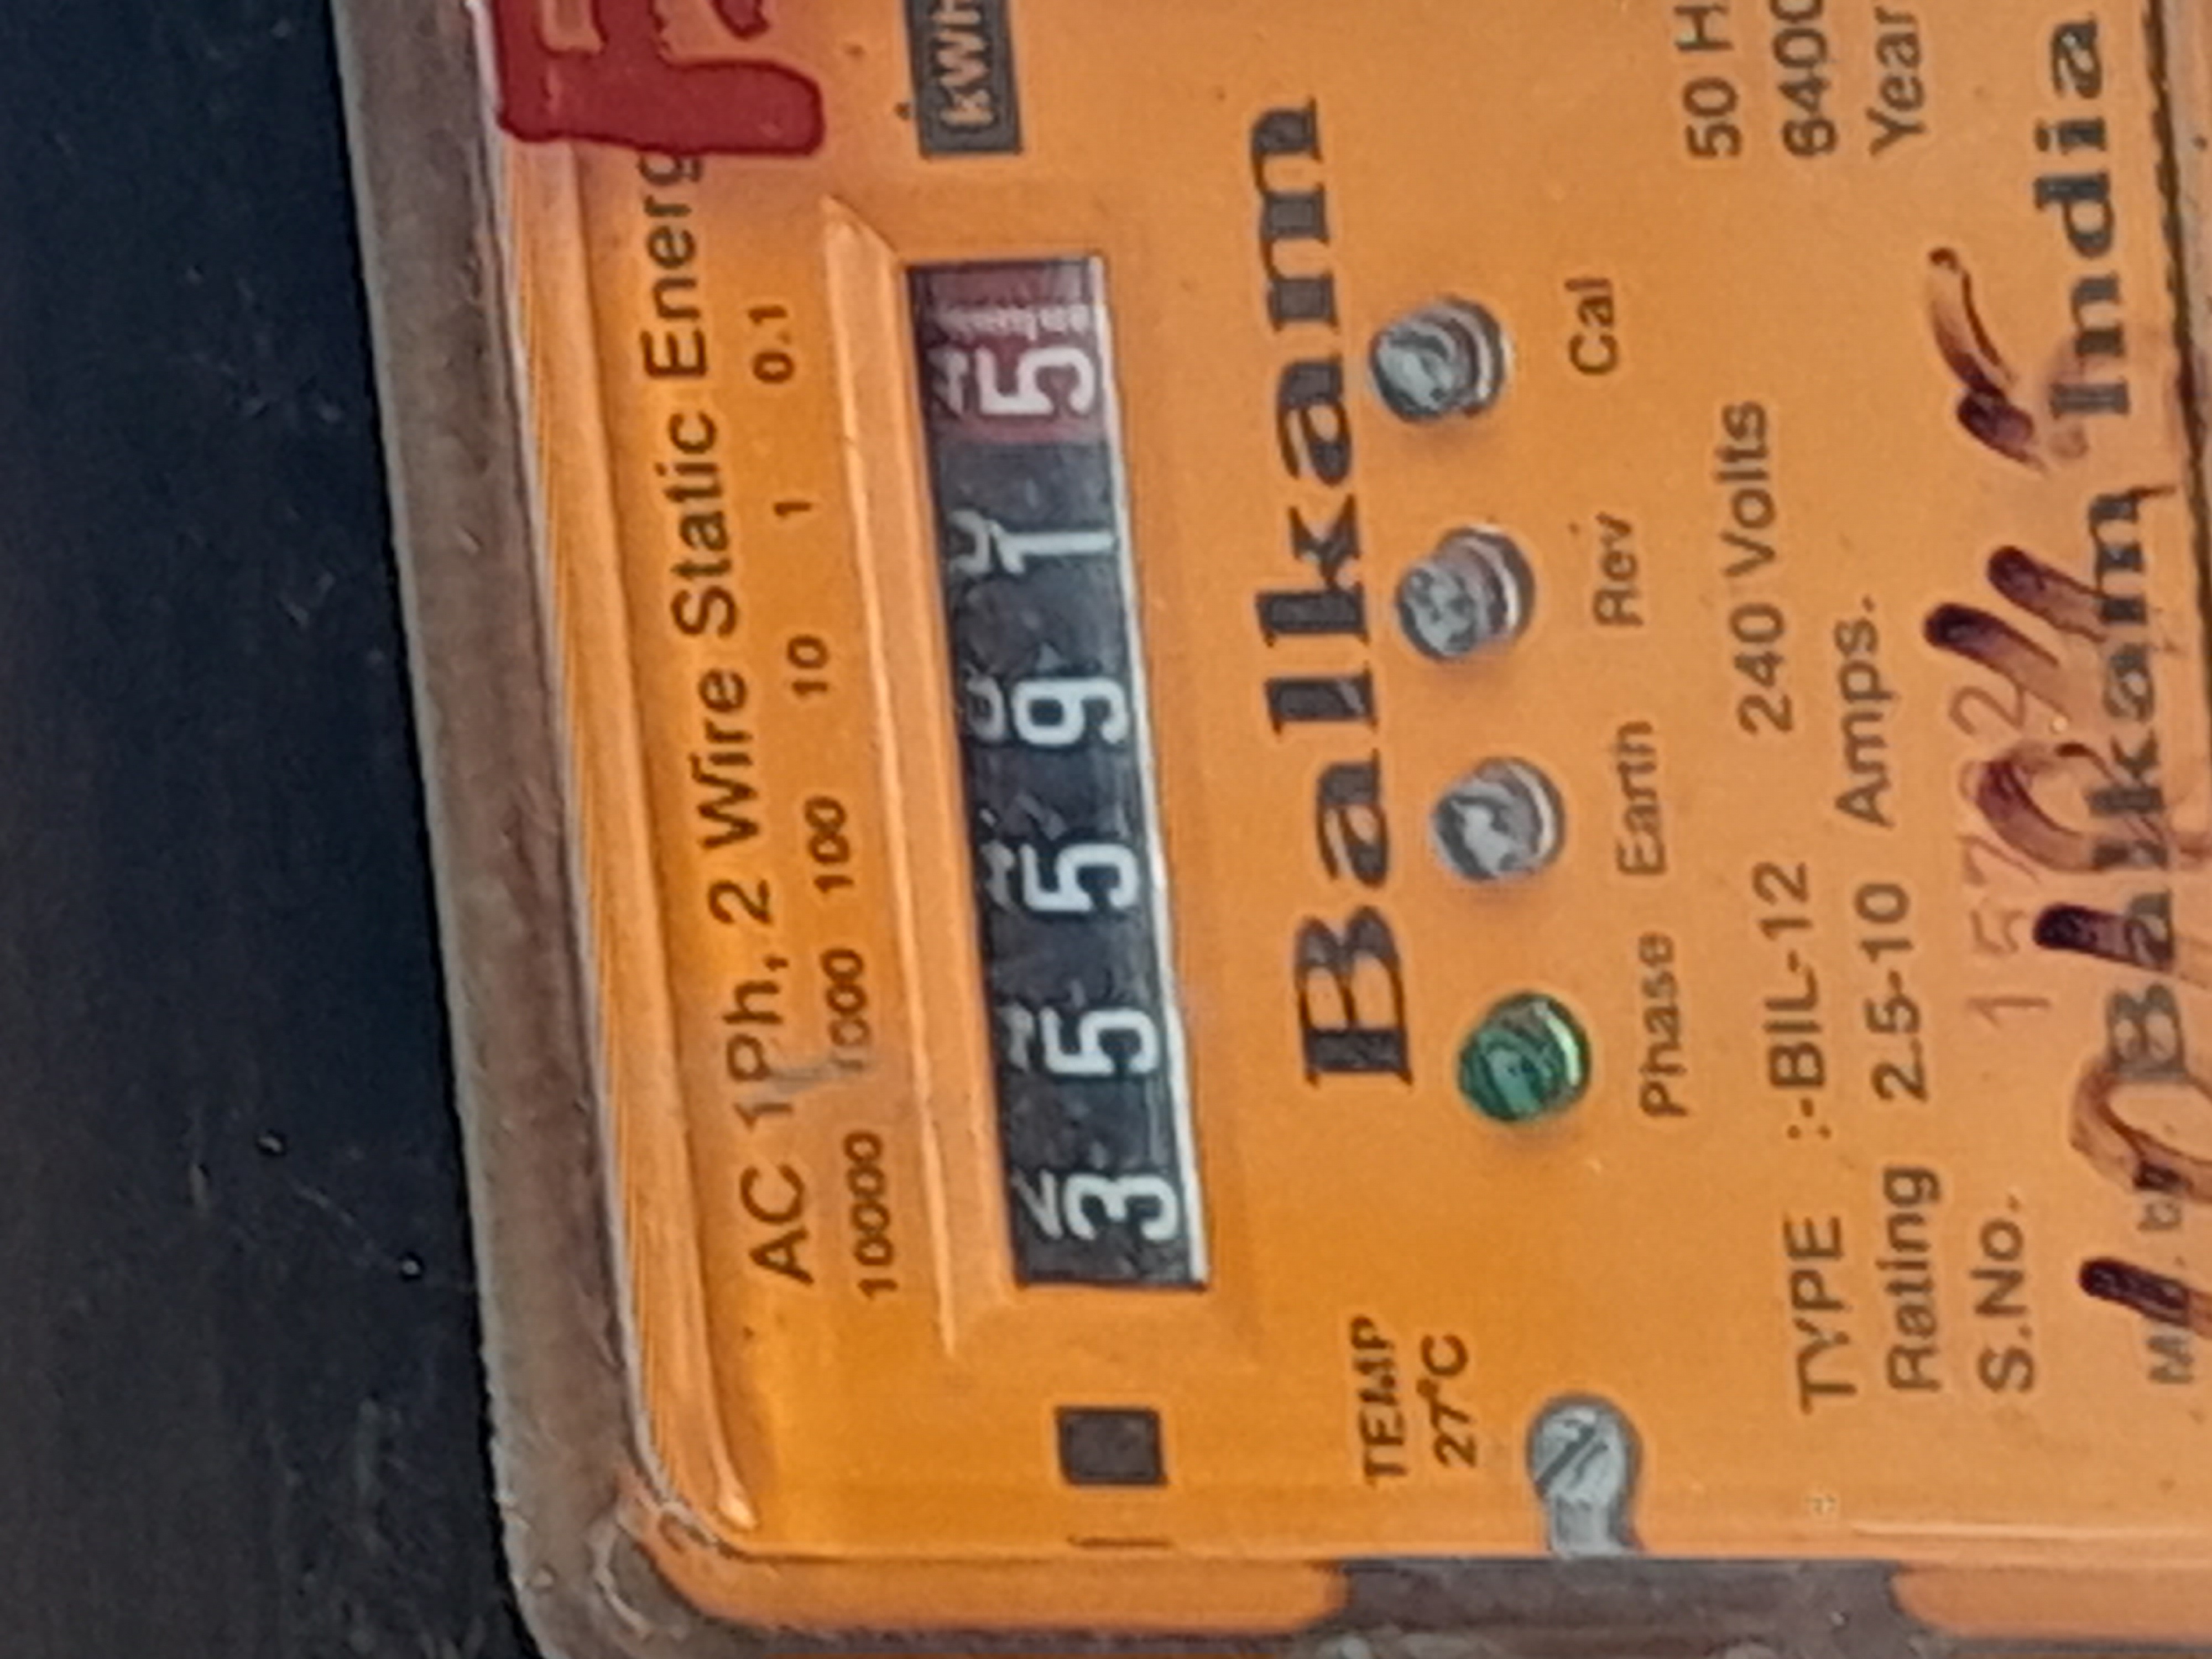 AC 1Ph, 2 Wire Static Energ
10000 1000 100 10 1 0.1
3 5 5 9 1 5
kWh
Balkam
Phase Earth Rev Cal
TEMP
27°C
TYPE :-BIL-12 240 Volts 50 H
Rating 2.5-10 Amps. 6400
S.No. Year
Balkam India